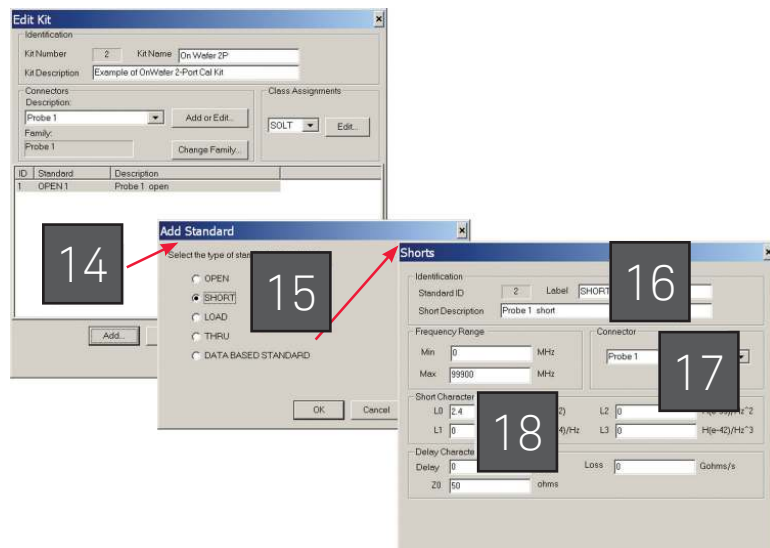 Edit Kit
Identification
Kit Number 2 Kit Name On Wafer 2P
Kit Description Example of OnWafer 2-Port Cal Kit
Connectors
Description:
Probe 1 Add or Edit...
Family:
Probe 1 Change Family...
Class Assignments
SOLT Edit...
ID Standard Description
1 OPEN 1 Probe 1 open
14
Add...
Add Standard
Select the type of
15
OPEN
SHORT
LOAD
THRU
DATA BASED STANDARD
OK Cancel
Shorts
Identification
Standard ID 2 Label SHORT
16
Short Description Probe 1 short
Frequency Range
Min 0 MHz
Max 99900 MHz
Connector
Probe 1
17
Short
L0 2.4 L2 0
L1 0 /Hz L3 0 H(e-42)/Hz^3
18
Delay
Delay 0 Loss 0 Gohms/s
Z0 50 ohms